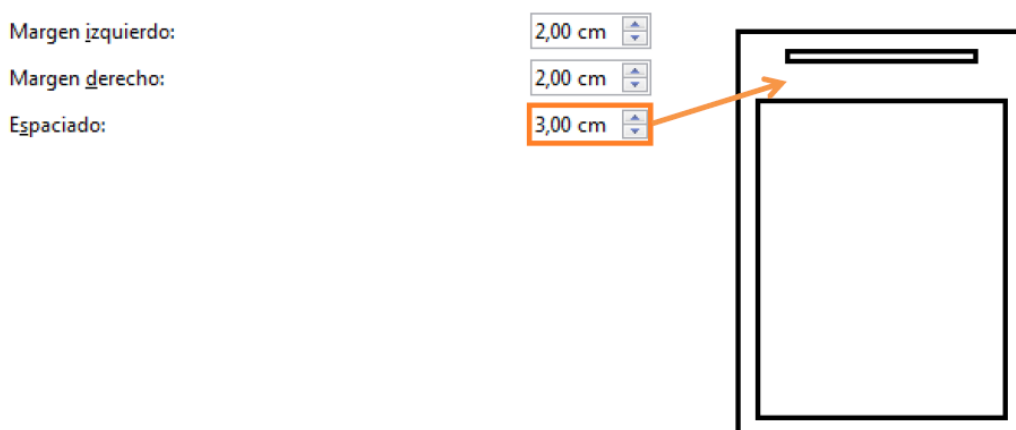 Margen izquierdo: 2,00 cm
Margen derecho: 2,00 cm
Espaciado: 3,00 cm